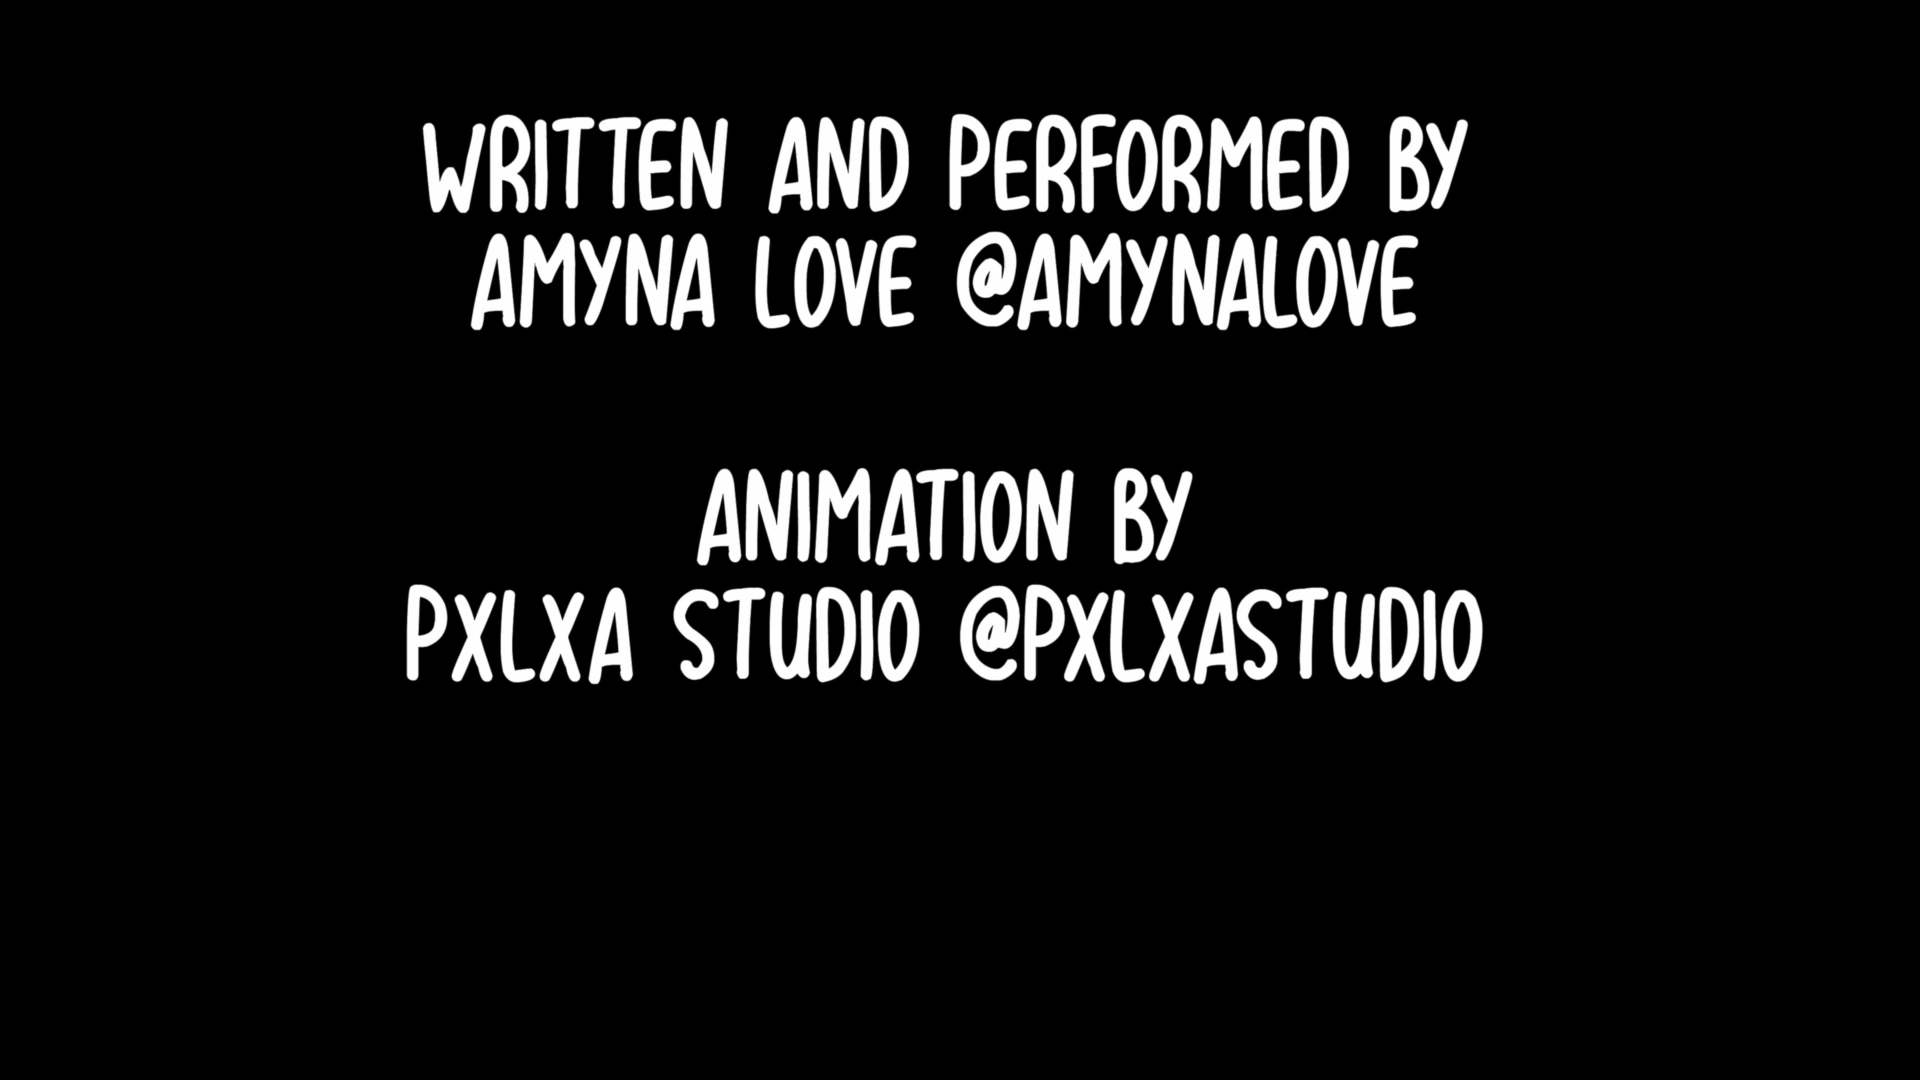 WRITTEN AND PERFORMED BY
AMYNA LOVE @AMYNALOVE
ANIMATION BY
PXLXA STUDIO @PXLXASTUDIO